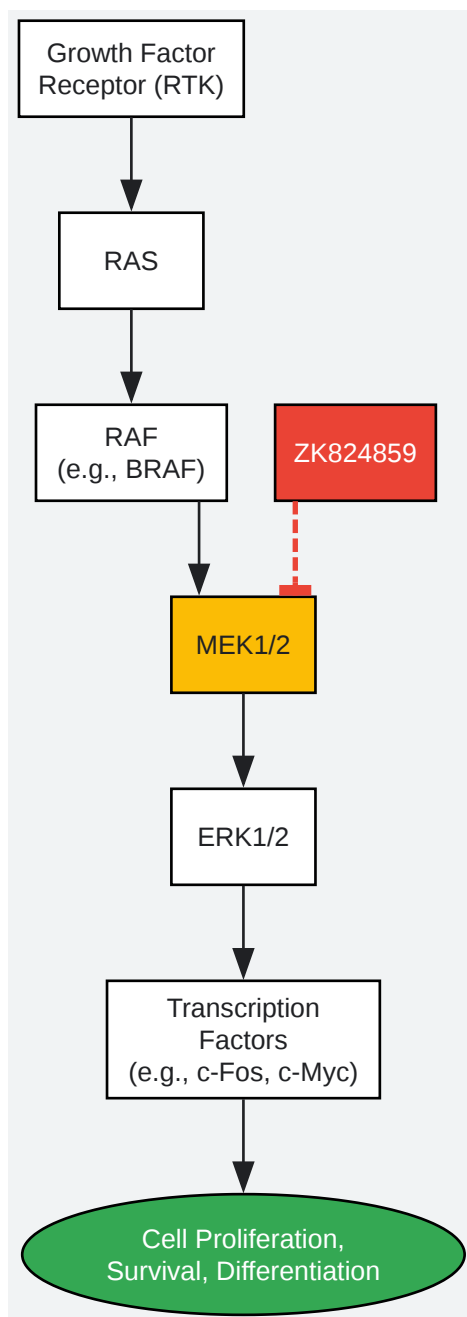 Growth Factor
Receptor (RTK)
RAS
RAF
(e.g., BRAF)
ZK824859
MEK1/2
ERK1/2
Transcription
Factors
(e.g., c-Fos, c-Myc)
Cell Proliferation,
Survival, Differentiation